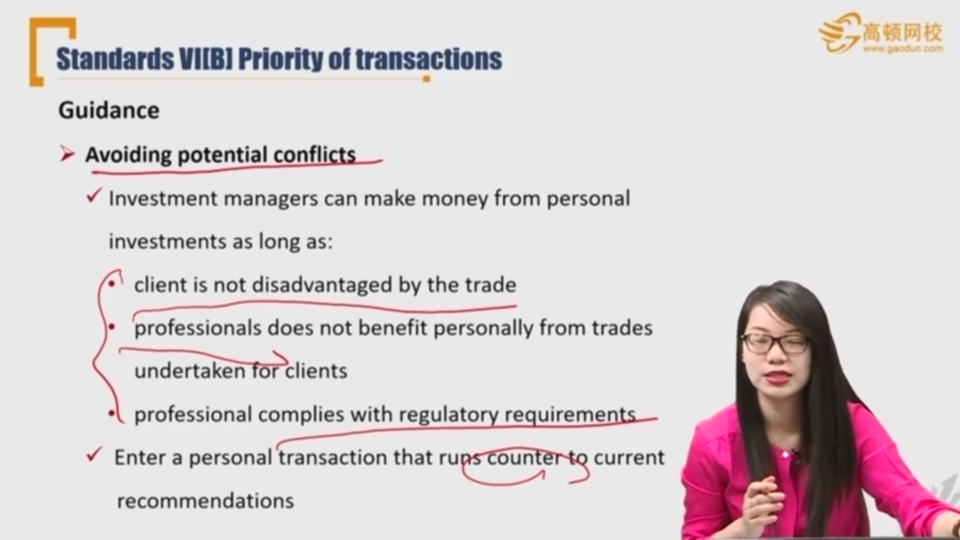 Standards VI[B] Priority of transactions
高顿网校
www.gaodun.com
Guidance
Avoiding potential conflicts
Investment managers can make money from personal
investments as long as:
client is not disadvantaged by the trade
professionals does not benefit personally from trades
undertaken for clients
professional complies with regulatory requirements
Enter a personal transaction that runs counter to current
recommendations